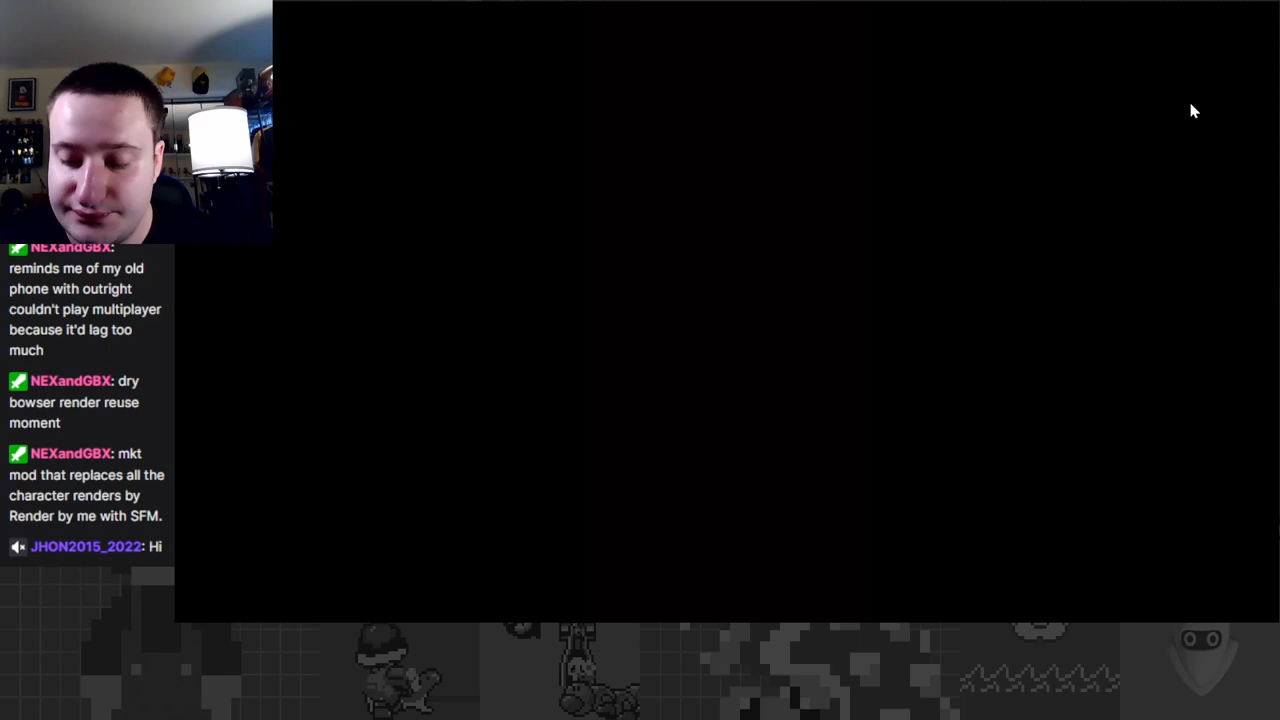 NEXandGBX:
reminds me of my old
phone with outright
couldn't play multiplayer
because it'd lag too
much
NEXandGBX: dry
bowser render reuse
moment
NEXandGBX: mkt
mod that replaces all the
character renders by
Render by me with SFM.
JHON2015_2022: Hi